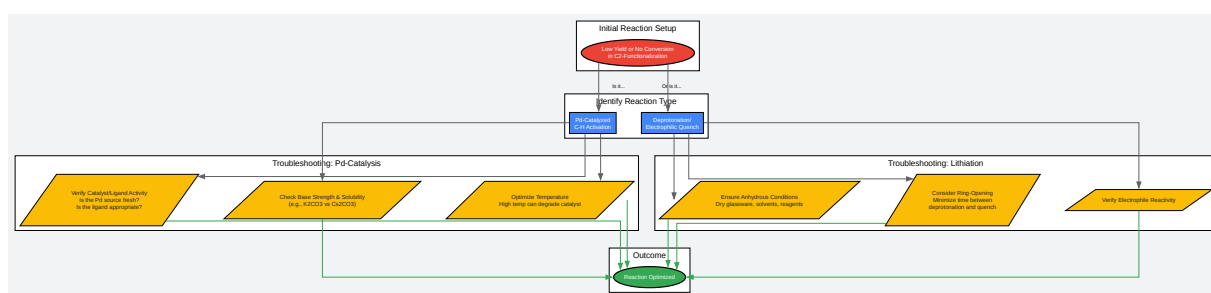 Initial Reaction Setup
Low Yield or No Conversion
in C2-Functionalization
Is it...
Or is it...
Identify Reaction Type
Pd-Catalyzed
C-H Activation
Deprotonation/
Electrophilic Quench
Troubleshooting: Pd-Catalysis
Verify Catalyst/Ligand Activity
Is the Pd source fresh?
Is the ligand appropriate?
Check Base Strength & Solubility
(e.g., K2CO3 vs Cs2CO3)
Optimize Temperature
High temp can degrade catalyst
Troubleshooting: Lithiation
Ensure Anhydrous Conditions
Dry glassware, solvents, reagents
Consider Ring-Opening
Minimize time between
deprotonation and quench
Verify Electrophile Reactivity
Outcome
Reaction Optimized